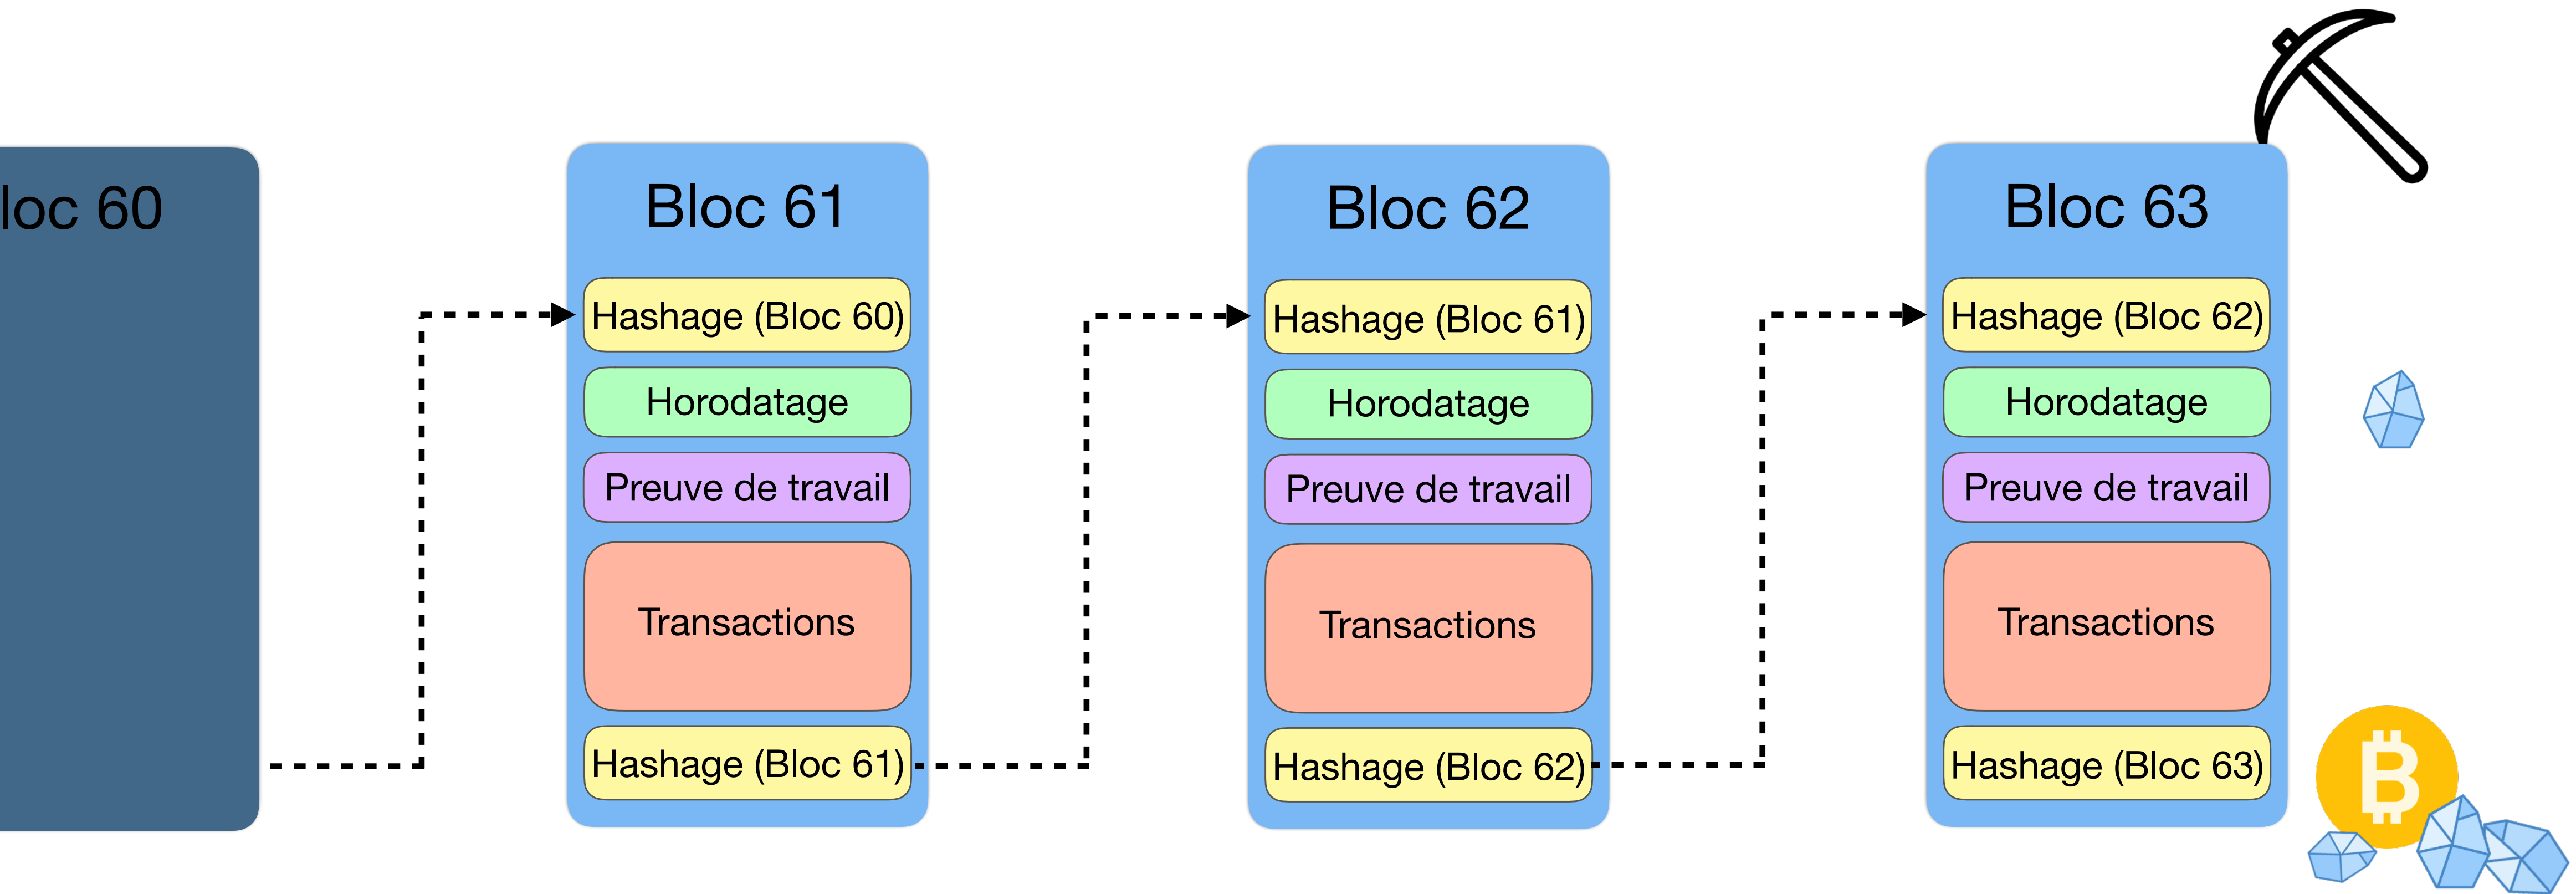 loc 60
Bloc 61
Hashage (Bloc 60)
Horodatage
Preuve de travail
Transactions
Hashage (Bloc 61)
Bloc 62
Hashage (Bloc 61)
Horodatage
Preuve de travail
Transactions
Hashage (Bloc 62)
Bloc 63
Hashage (Bloc 62)
Horodatage
Preuve de travail
Transactions
Hashage (Bloc 63)